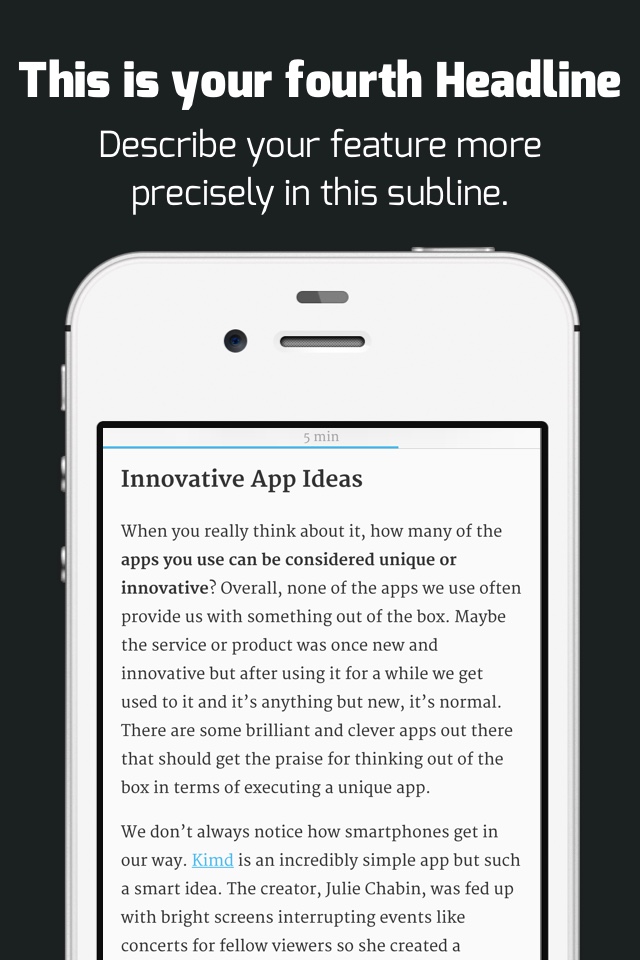 This is your fourth Headline
Describe your feature more
precisely in this subline.
5 min
Innovative App Ideas
When you really think about it, how many of the
apps you use can be considered unique or
innovative? Overall, none of the apps we use often
provide us with something out of the box. Maybe
the service or product was once new and
innovative but after using it for a while we get
used to it and it’s anything but new, it’s normal.
There are some brilliant and clever apps out there
that should get the praise for thinking out of the
box in terms of executing a unique app.
We don’t always notice how smartphones get in
our way. Kimd is an incredibly simple app but such
a smart idea. The creator, Julie Chabin, was fed up
with bright screens interrupting events like
concerts for fellow viewers so she created a